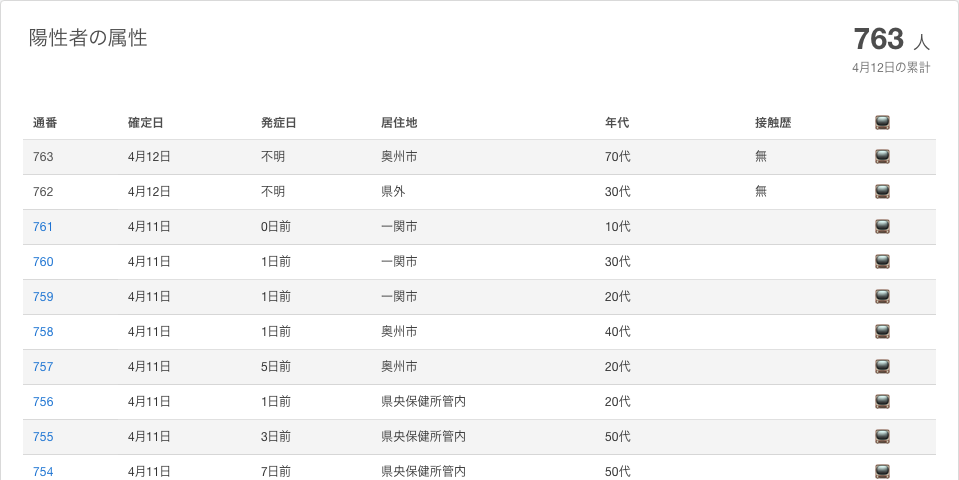 陽性者の属性
763 人
4月12日の累計
通番 確定日 発症日 居住地 年代 接触歴
763 4月12日 不明 奥州市 70代 無
762 4月12日 不明 県外 30代 無
761 4月11日 0日前 一関市 10代
760 4月11日 1日前 一関市 30代
759 4月11日 1日前 一関市 20代
758 4月11日 1日前 奥州市 40代
757 4月11日 5日前 奥州市 20代
756 4月11日 1日前 県央保健所管内 20代
755 4月11日 3日前 県央保健所管内 50代
754 4月11日 7日前 県央保健所管内 50代